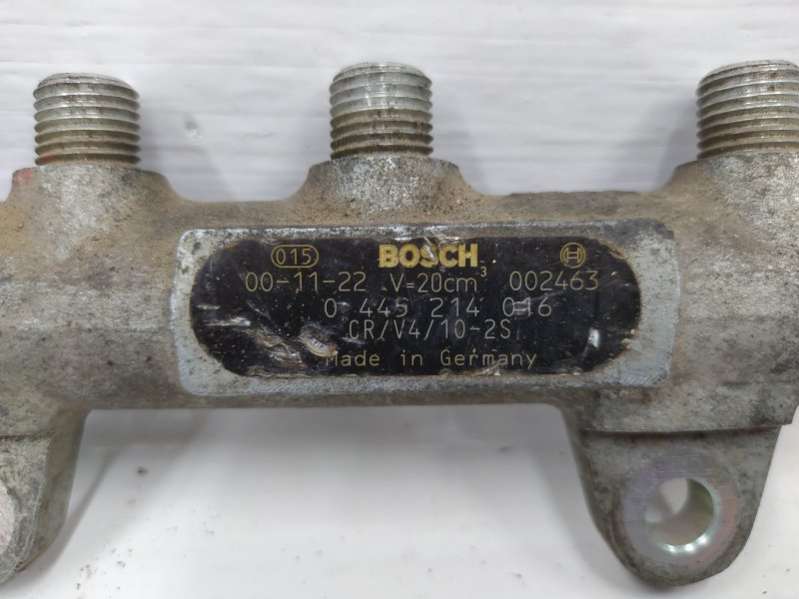 015 BOSCH
00-11-22 V=20cm³ 002463
0 445 214 016
CR/V4/10-2S
Made in Germany